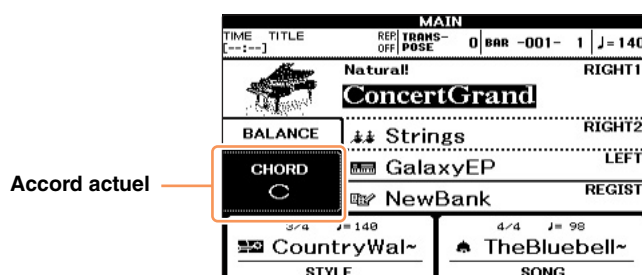 MAIN
TIME TITLE REP. OFF TRANS- POSE 0 BAR -001- 1 ♩= 140
[--:--]
Natural! RIGHT1
ConcertGrand
BALANCE Strings RIGHT2
CHORD GalaxyEP LEFT
C NewBank REGIST
Accord actuel
3/4 ♩= 140 4/4 ♩= 98
CountryWal~ TheBluebell~
STYLE SONG